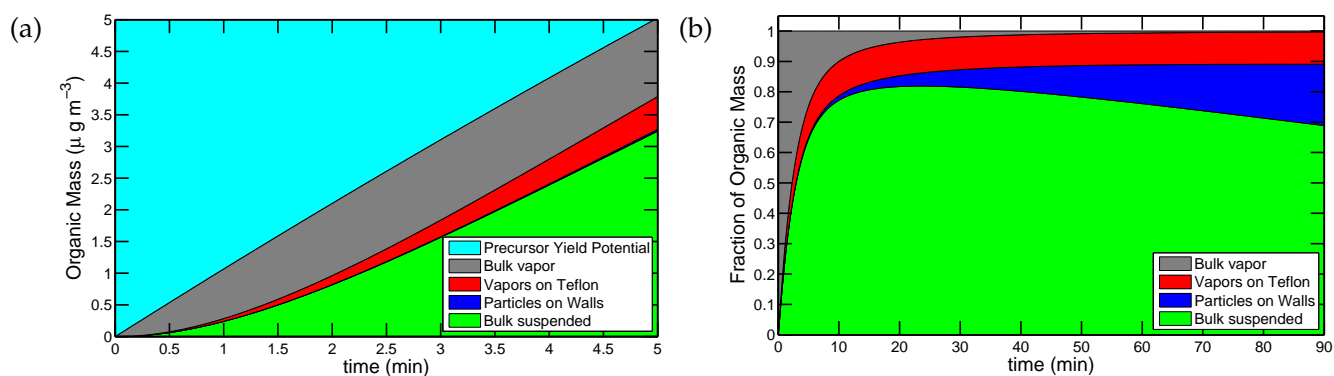 (a)
Organic Mass (μ g m⁻³)
5
4.5
4
3.5
3
2.5
2
1.5
1
0.5
0
Precursor Yield Potential
Bulk vapor
Vapors on Teflon
Particles on Walls
Bulk suspended
0 0.5 1 1.5 2 2.5 3 3.5 4 4.5 5
time (min)
(b)
Fraction of Organic Mass
1
0.9
0.8
0.7
0.6
0.5
0.4
0.3
0.2
0.1
0
Bulk vapor
Vapors on Teflon
Particles on Walls
Bulk suspended
0 10 20 30 40 50 60 70 80 90
time (min)